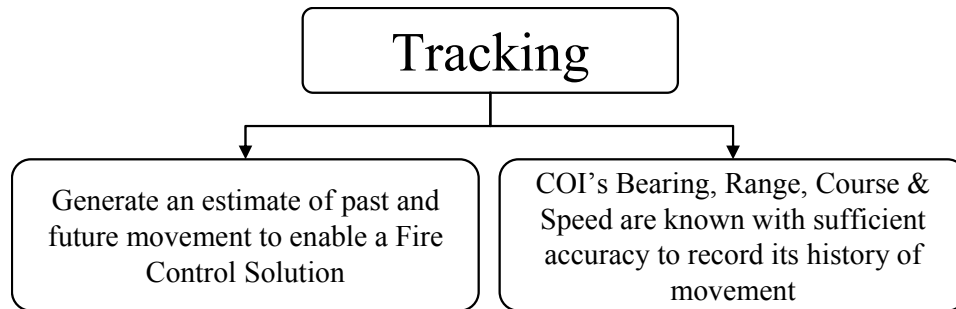 Tracking
Generate an estimate of past and
future movement to enable a Fire
Control Solution
COI's Bearing, Range, Course &
Speed are known with sufficient
accuracy to record its history of
movement